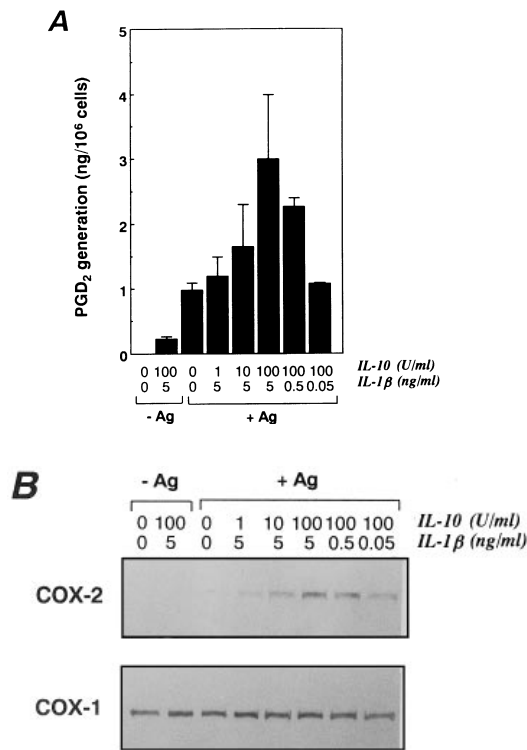 A
PGD2 generation (ng/10^6 cells)
5
4
3
2
1
0
0 100 0 1 10 100 100 100 IL-10 (U/ml)
0 5 0 5 5 5 0.5 0.05 IL-1β (ng/ml)
- Ag + Ag
B
- Ag + Ag
0 100 0 1 10 100 100 100 IL-10 (U/ml)
0 5 0 5 5 5 0.5 0.05 IL-1β (ng/ml)
COX-2
COX-1